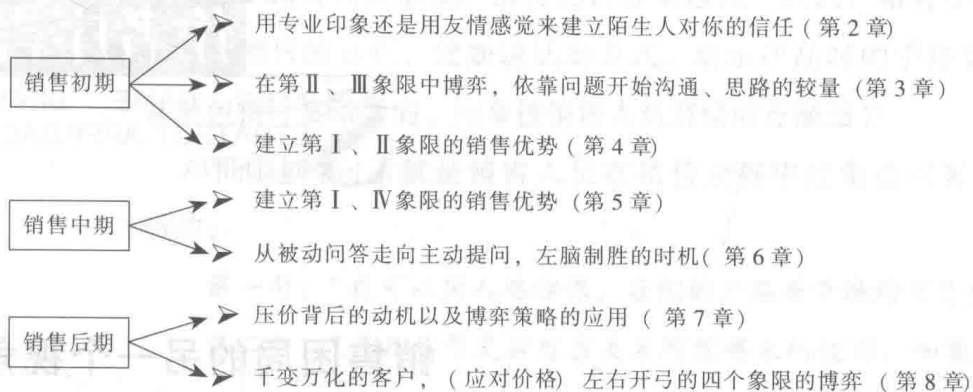 用专业印象还是用友情感觉来建立陌生人对你的信任（第2章）
销售初期
在第Ⅱ、Ⅲ象限中博弈，依靠问题开始沟通、思路的较量（第3章）
建立第Ⅰ、Ⅱ象限的销售优势（第4章）
建立第Ⅰ、Ⅳ象限的销售优势（第5章）
销售中期
从被动问答走向主动提问，左脑制胜的时机（第6章）
压价背后的动机以及博弈策略的应用（第7章）
销售后期
千变万化的客户，（应对价格）左右开弓的四个象限的博弈（第8章）